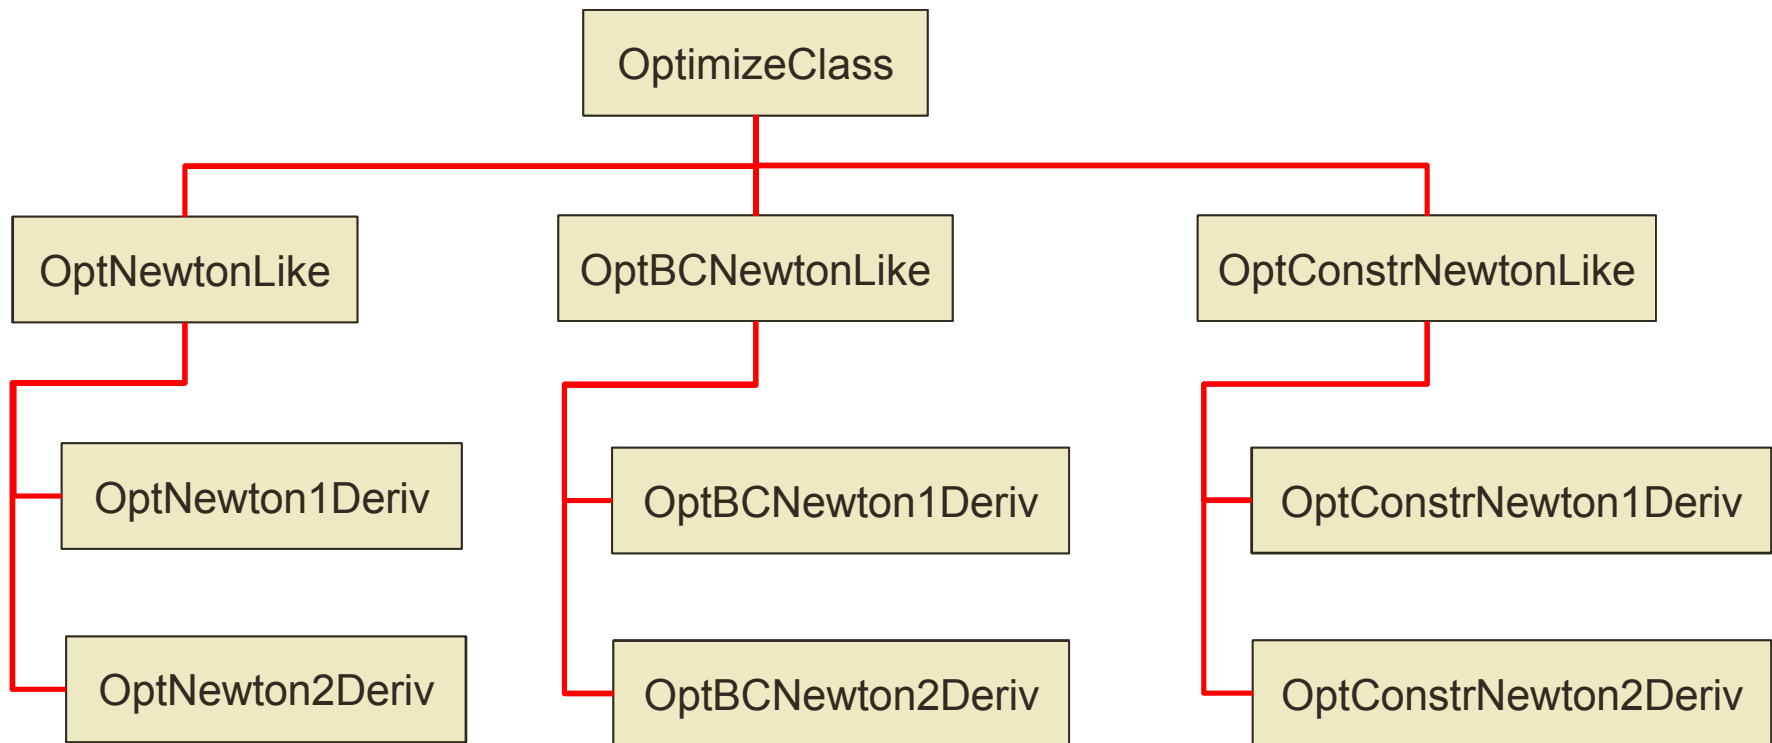 OptimizeClass
OptNewtonLike
OptBCNewtonLike
OptConstrNewtonLike
OptNewton1Deriv
OptBCNewton1Deriv
OptConstrNewton1Deriv
OptNewton2Deriv
OptBCNewton2Deriv
OptConstrNewton2Deriv